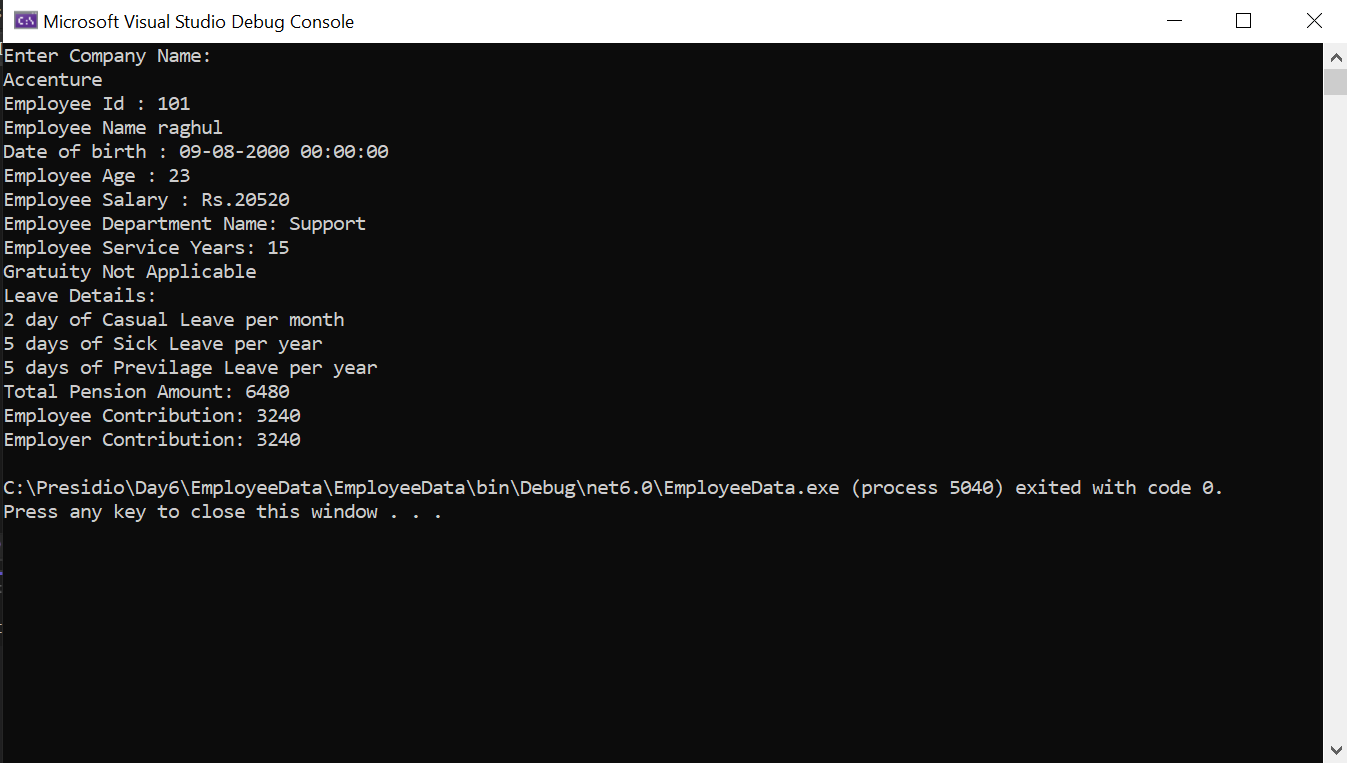 Microsoft Visual Studio Debug Console
Enter Company Name:
Accenture
Employee Id : 101
Employee Name raghul
Date of birth : 09-08-2000 00:00:00
Employee Age : 23
Employee Salary : Rs.20520
Employee Department Name: Support
Employee Service Years: 15
Gratuity Not Applicable
Leave Details:
2 day of Casual Leave per month
5 days of Sick Leave per year
5 days of Previlage Leave per year
Total Pension Amount: 6480
Employee Contribution: 3240
Employer Contribution: 3240
C:\Presidio\Day6\EmployeeData\EmployeeData\bin\Debug\net6.0\EmployeeData.exe (process 5040) exited with code 0.
Press any key to close this window . . .